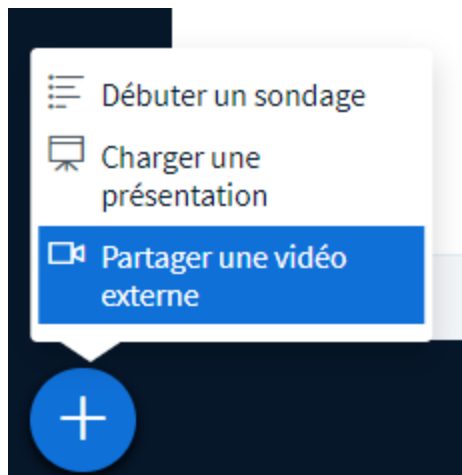 Débuter un sondage
Charger une
présentation
Partager une vidéo
externe